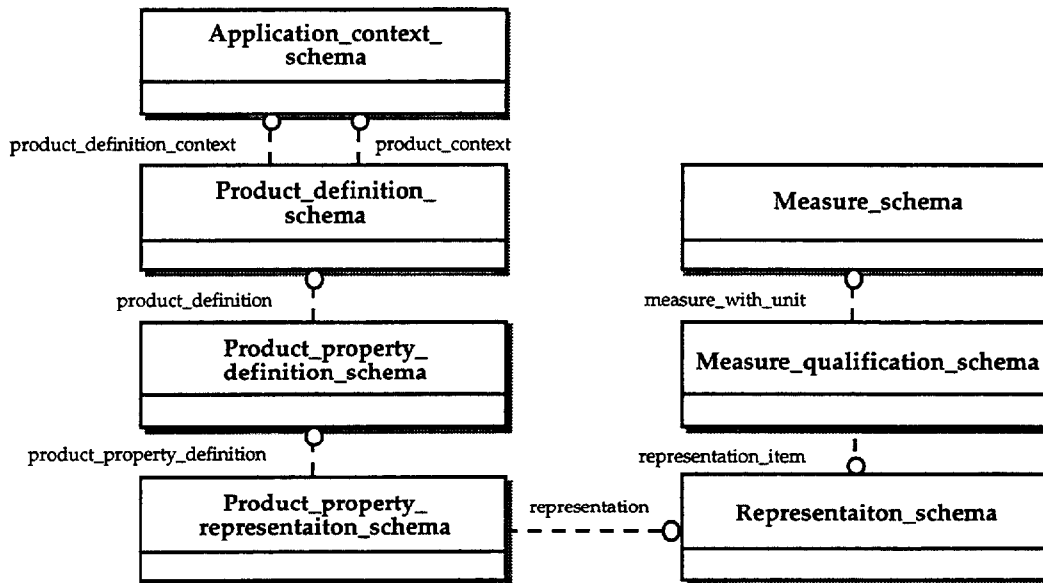 Application_context_
schema
product_definition_context
product_context
Product_definition_
schema
Measure_schema
product_definition
measure_with_unit
Product_property_
definition_schema
Measure_qualification_schema
product_property_definition
representation_item
Product_property_
representaiton_schema
representation
Representaiton_schema